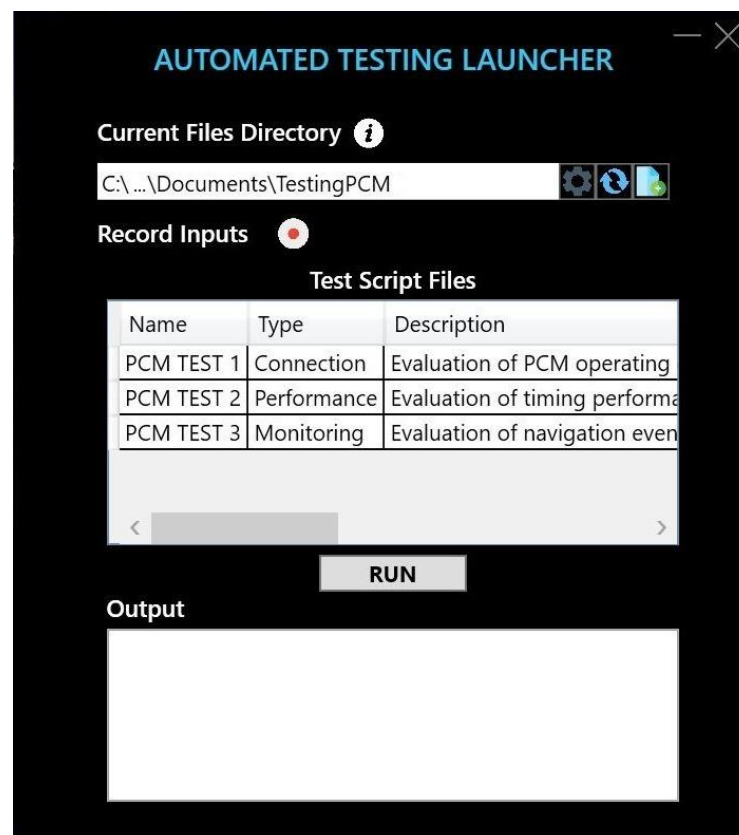 AUTOMATED TESTING LAUNCHER
Current Files Directory i
C:\ ...\Documents\TestingPCM
Record Inputs
Test Script Files
Name Type Description
PCM TEST 1 Connection Evaluation of PCM operating
PCM TEST 2 Performance Evaluation of timing performa
PCM TEST 3 Monitoring Evaluation of navigation even
RUN
Output